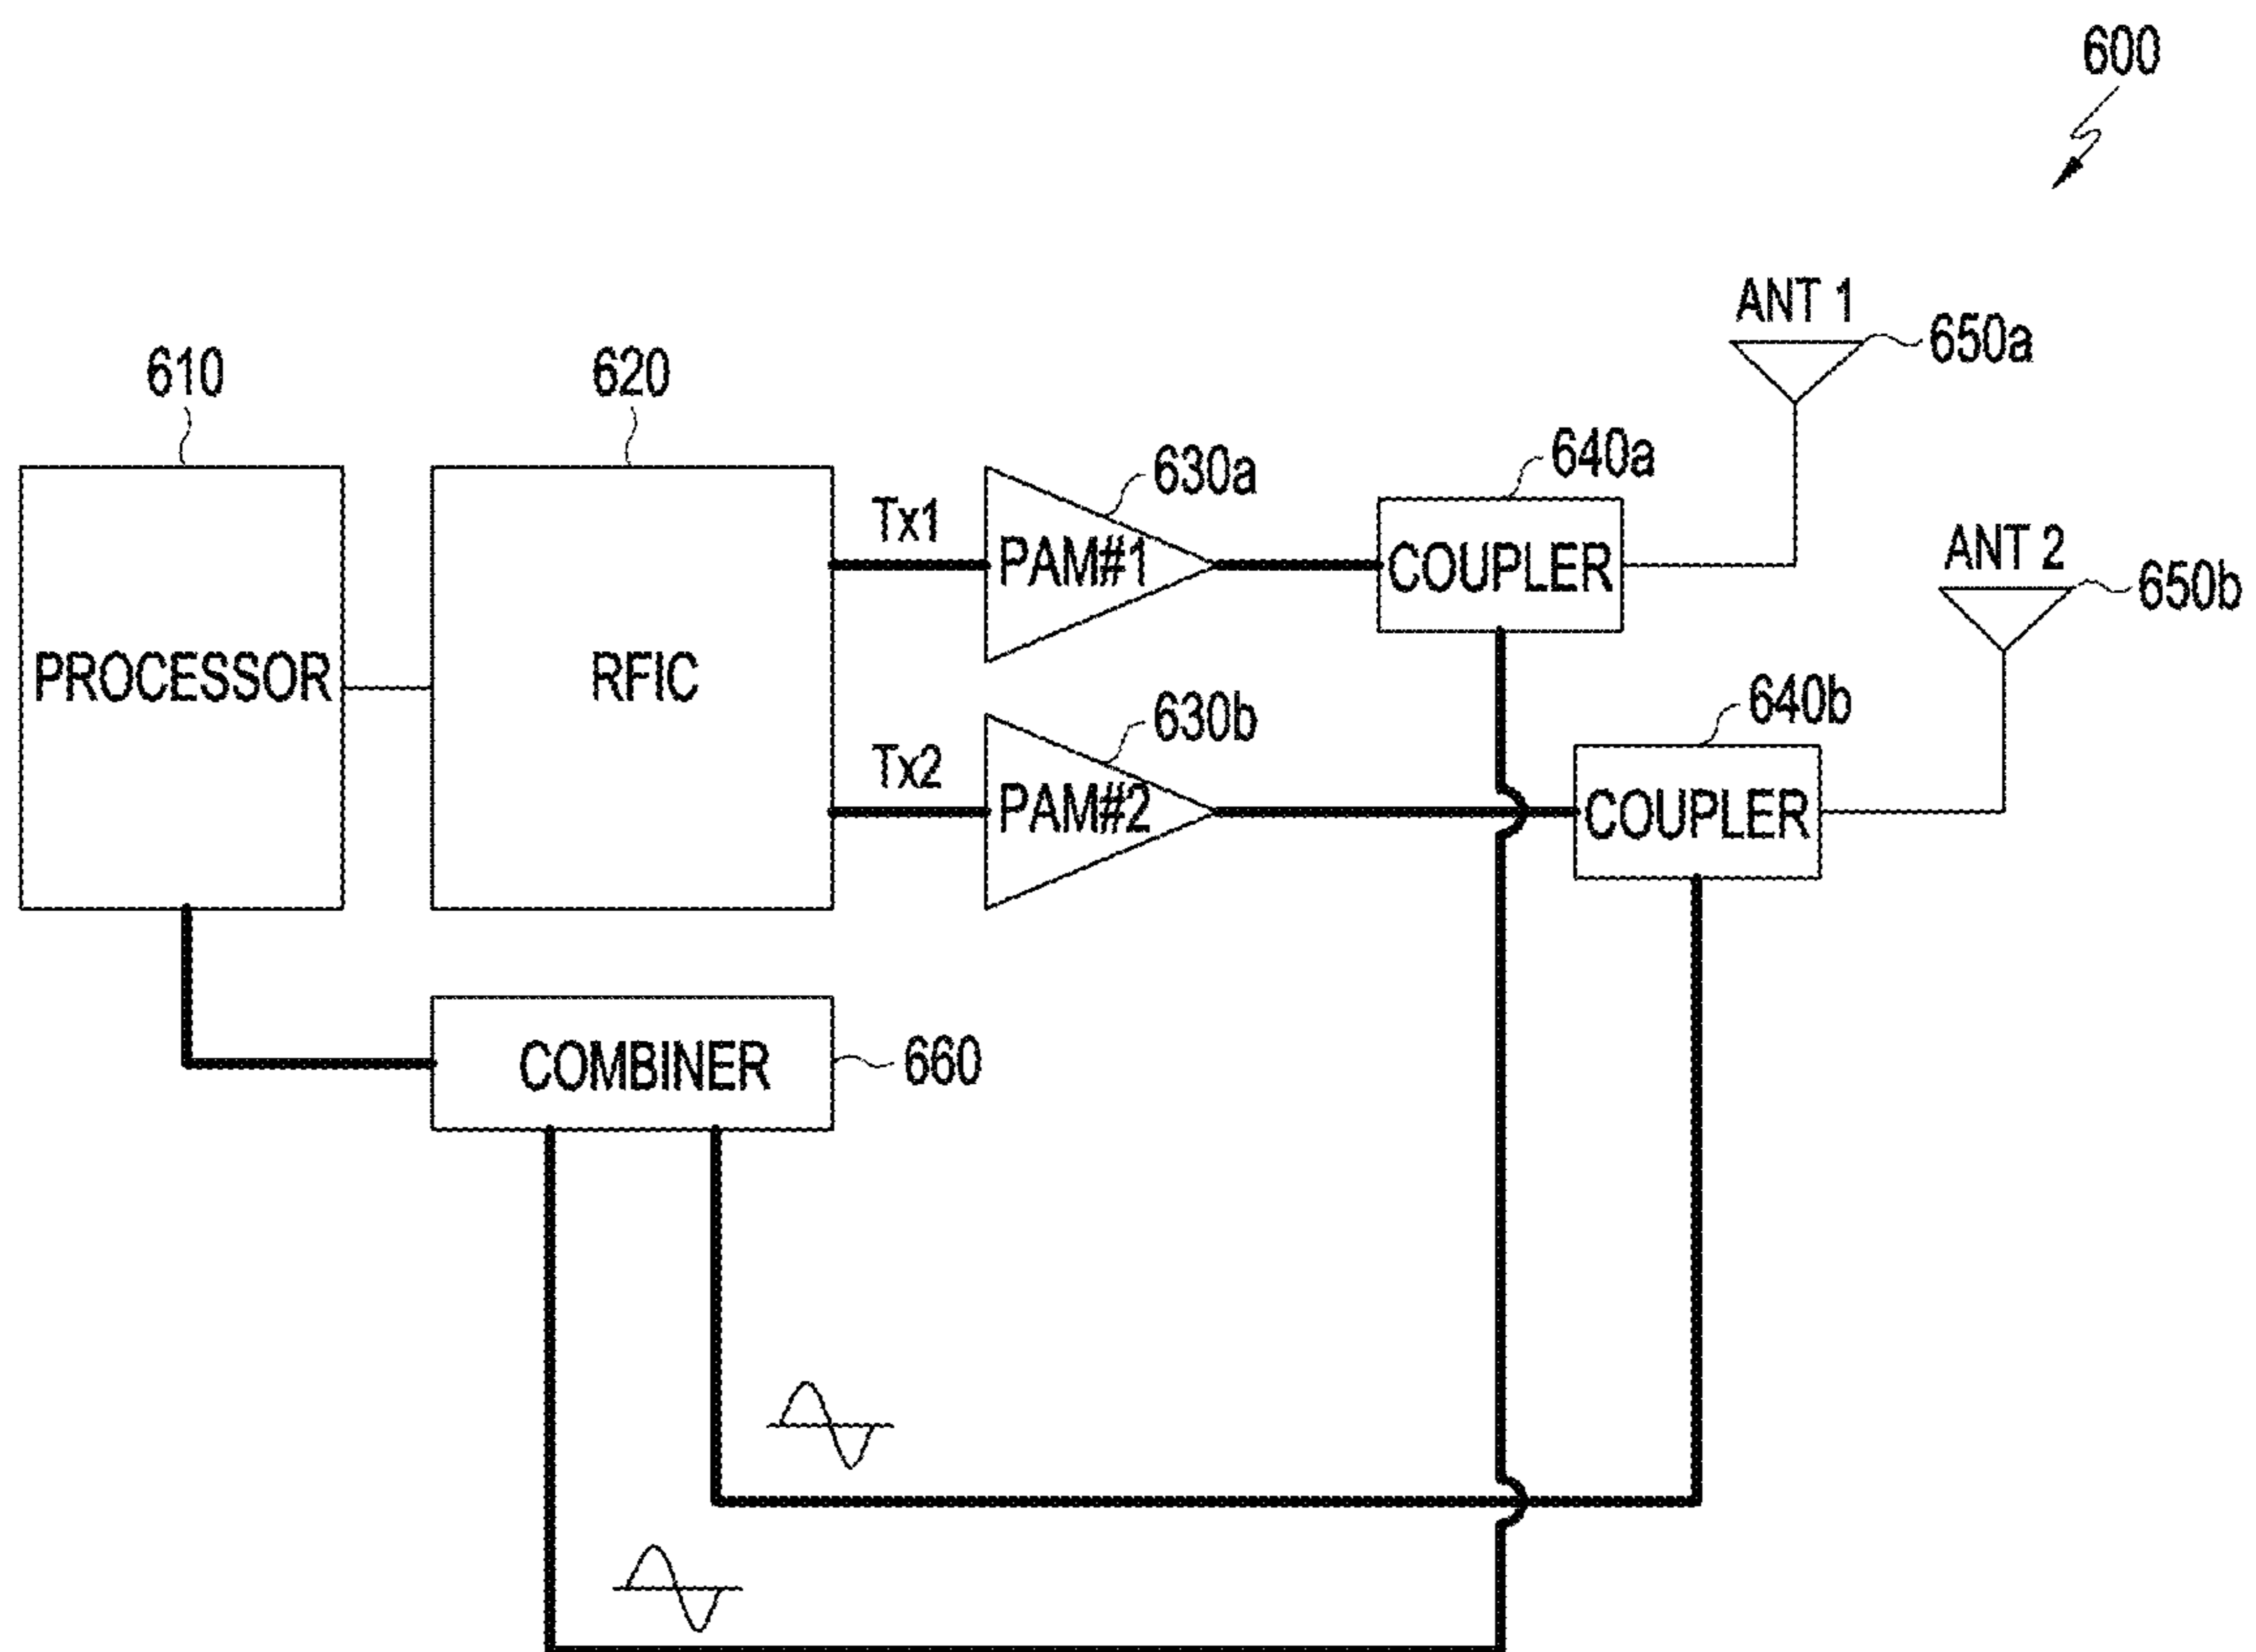 600
ANT 1
650a
610
620
630a
640a
Tx1
PAM#1
COUPLER
ANT 2
650b
PROCESSOR
RFIC
630b
640b
Tx2
PAM#2
COUPLER
COMBINER
660